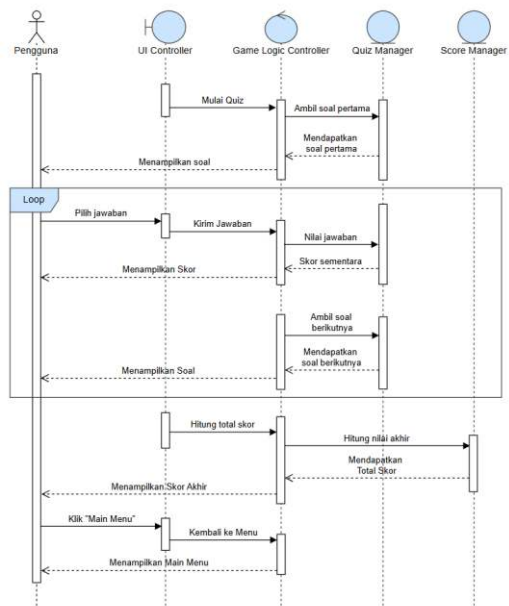 Pengguna
UI Controller
Game Logic Controller
Quiz Manager
Score Manager
Mulai Quiz
Ambil soal pertama
Mendapatkan
soal pertama
Menampilkan soal
Loop
Pilih jawaban
Kirim Jawaban
Nilai jawaban
Skor sementara
Menampilkan Skor
Ambil soal
berikutnya
Mendapatkan
soal berikutnya
Menampilkan Soal
Hitung total skor
Hitung nilai akhir
Mendapatkan
Total Skor
Menampilkan Skor Akhir
Klik "Main Menu"
Kembali ke Menu
Menampilkan Main Menu